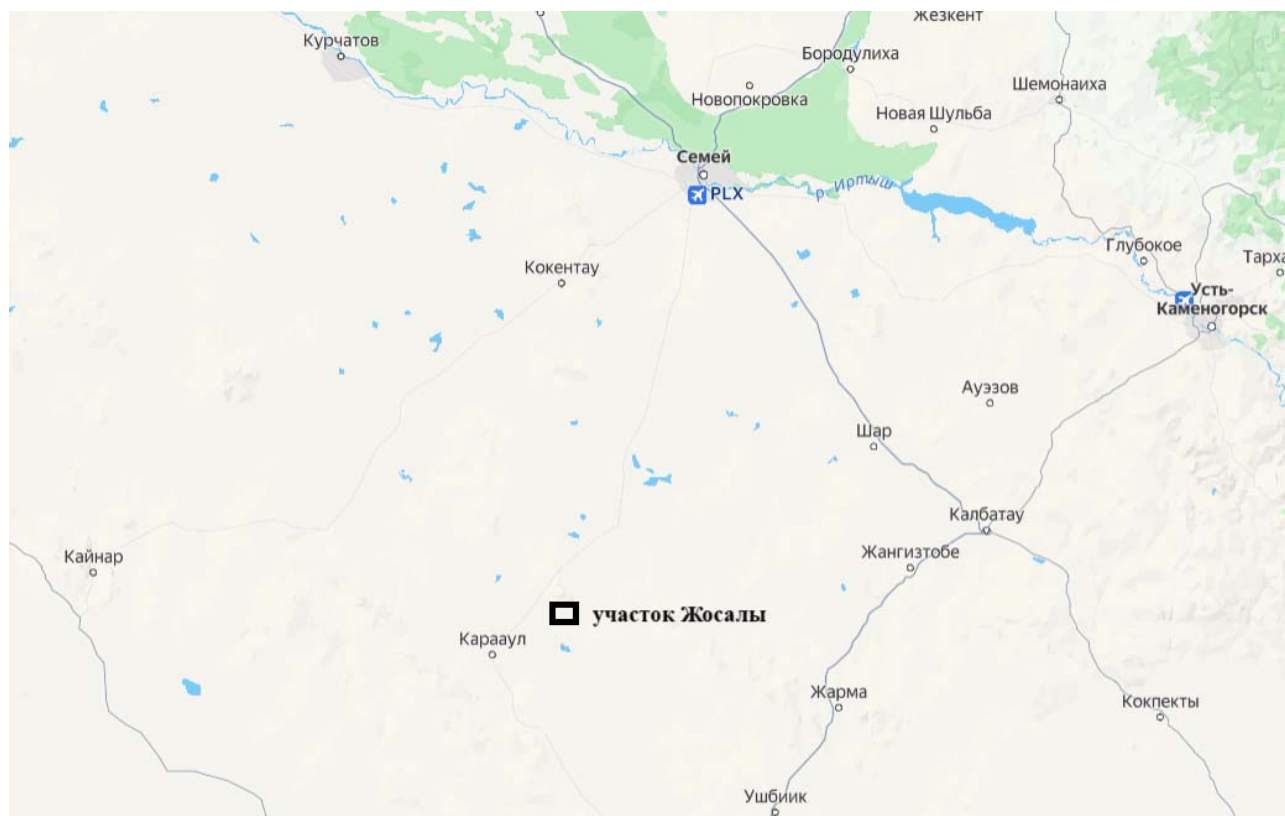 Жезкент
Курчатов
Бородулиха
Шемонаиха
Новопокровка
Новая Шульба
Семей
PLX
р. Иртыш
Глубокое
Тарха
Кокентау
Усть-
Каменогорск
Ауэзов
Шар
Калбатау
Кайнар
Жангизтобе
участок Жосалы
Карааул
Жарма
Кокпекты
Ушбиик